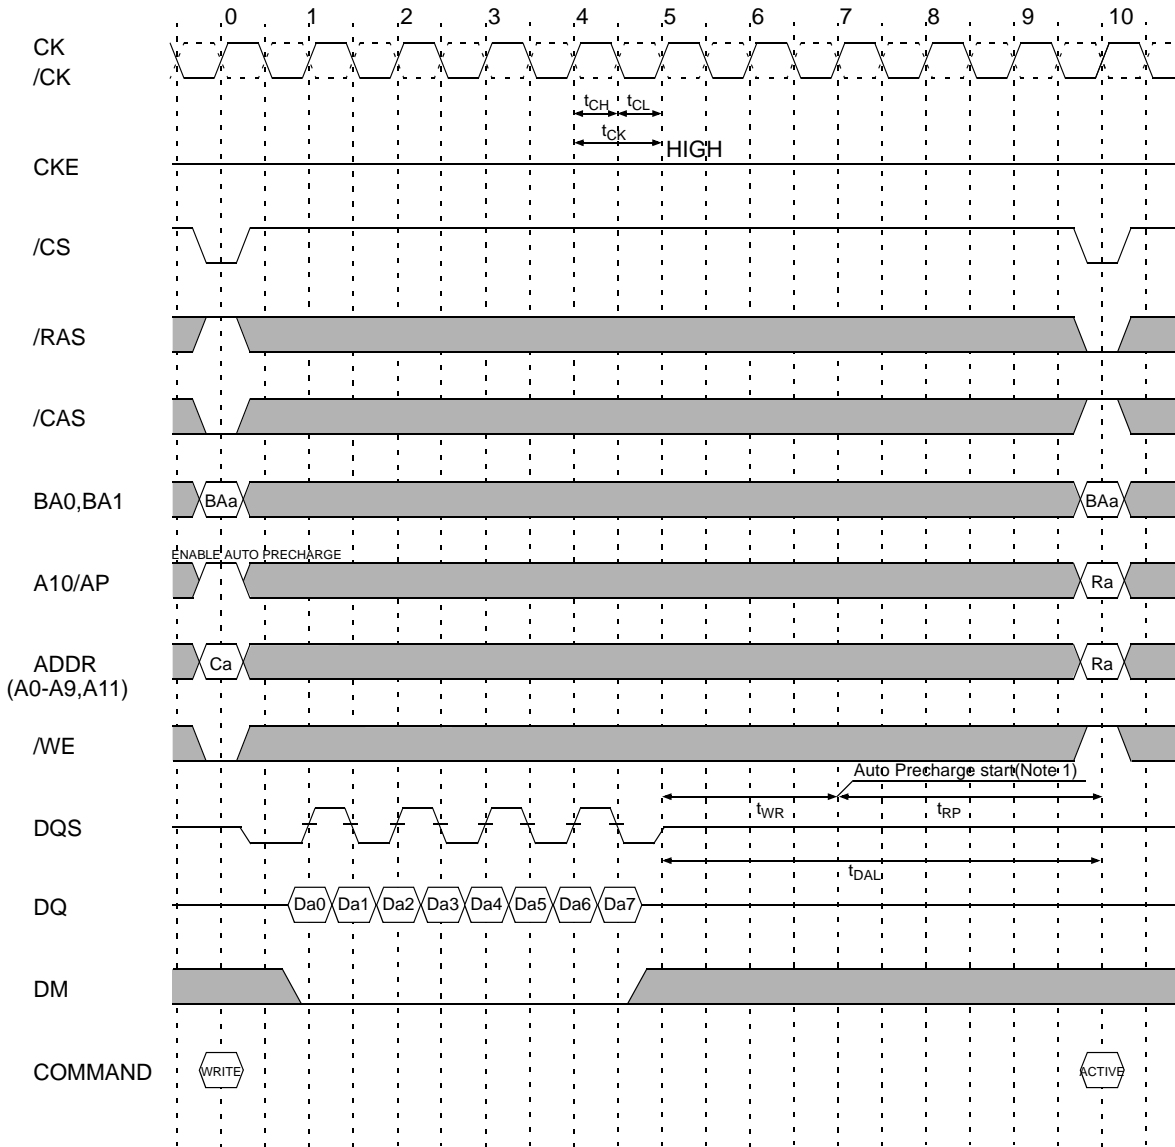 0 1 2 3 4 5 6 7 8 9 10
CK
/CK
tCH tCL
tCK
HIGH
CKE
/CS
/RAS
/CAS
BA0,BA1 BAa BAa
ENABLE AUTO PRECHARGE
A10/AP Ra
ADDR Ca Ra
(A0-A9,A11)
/WE
Auto Precharge start(Note 1)
tWR tRP
DQS
tDAL
DQ Da0 Da1 Da2 Da3 Da4 Da5 Da6 Da7
DM
COMMAND WRITE ACTIVE